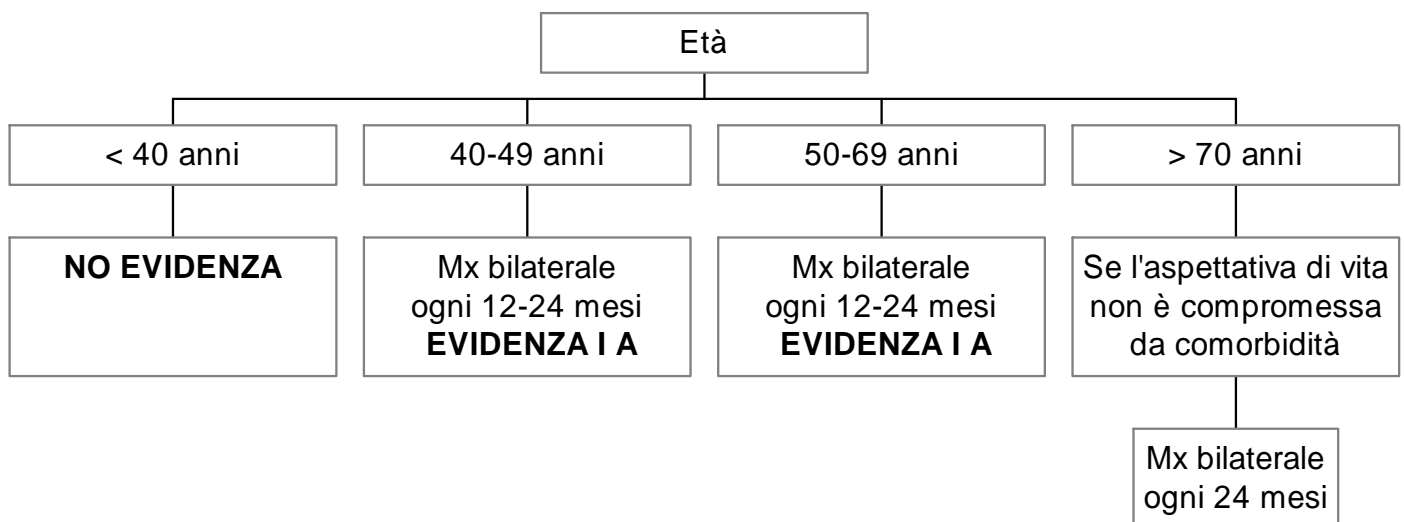 Età
< 40 anni
40-49 anni
50-69 anni
> 70 anni
NO EVIDENZA
Mx bilaterale
ogni 12-24 mesi
EVIDENZA I A
Mx bilaterale
ogni 12-24 mesi
EVIDENZA I A
Se l'aspettativa di vita
non è compromessa
da comorbidità
Mx bilaterale
ogni 24 mesi